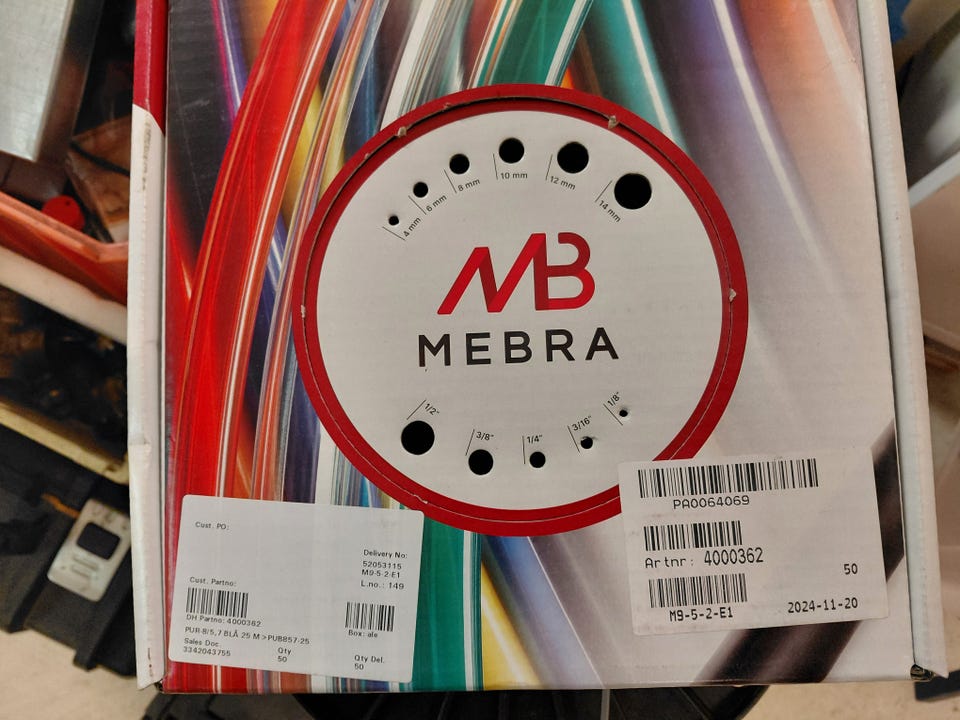 4 mm
6 mm
8 mm
10 mm
12 mm
14 mm
MB
MEBRA
1/2"
3/8"
1/4"
3/16"
1/8"
Cust. PO:
Delivery No:
52053115
M9-5-2-E1
L.no.: 149
Cust. Partno:
DH Partno: 4000362
Box: ale
PUR-8/5,7 BLÅ 25 M > PUB857-25
Sales Doc.
3342043755
Qty
50
Qty Del.
50
PA0064069
Artnr: 4000362
50
M9-5-2-E1
2024-11-20